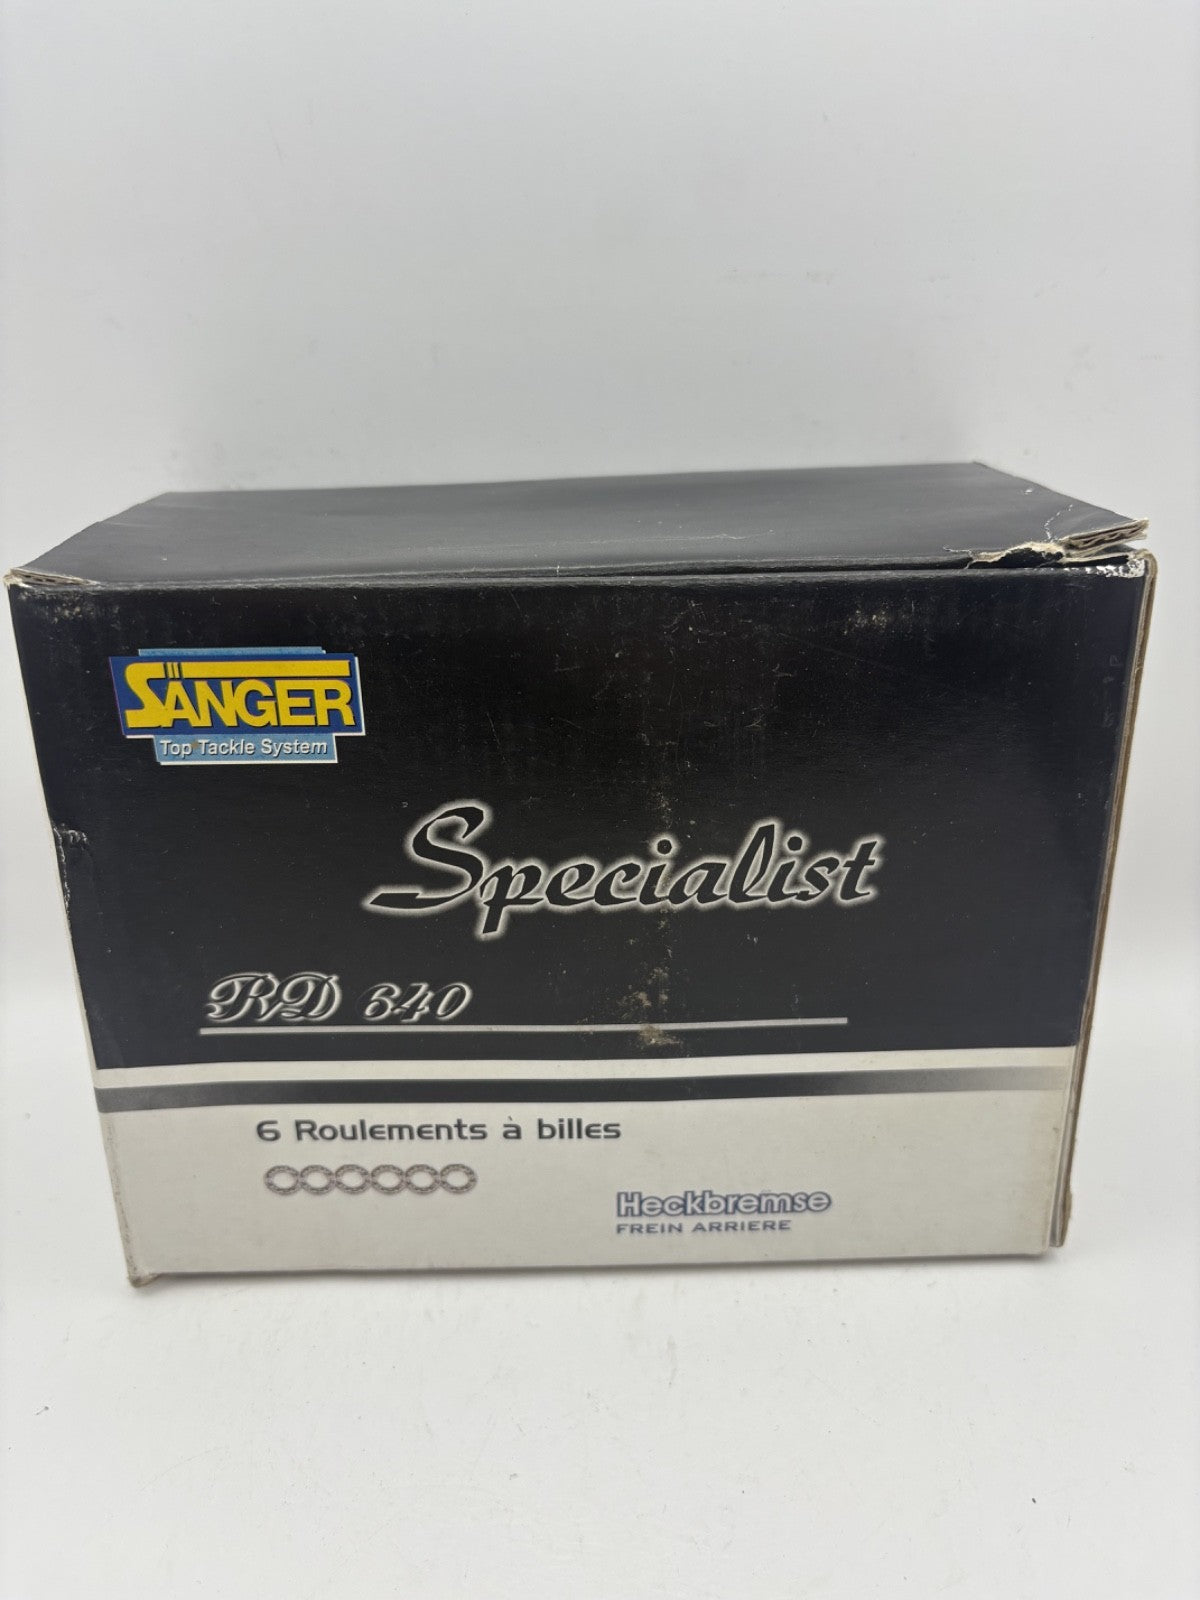 SÄNGER
Top Tackle System
Specialist
RD 640
6 Roulements à billes
Heckbremse
FREIN ARRIERE